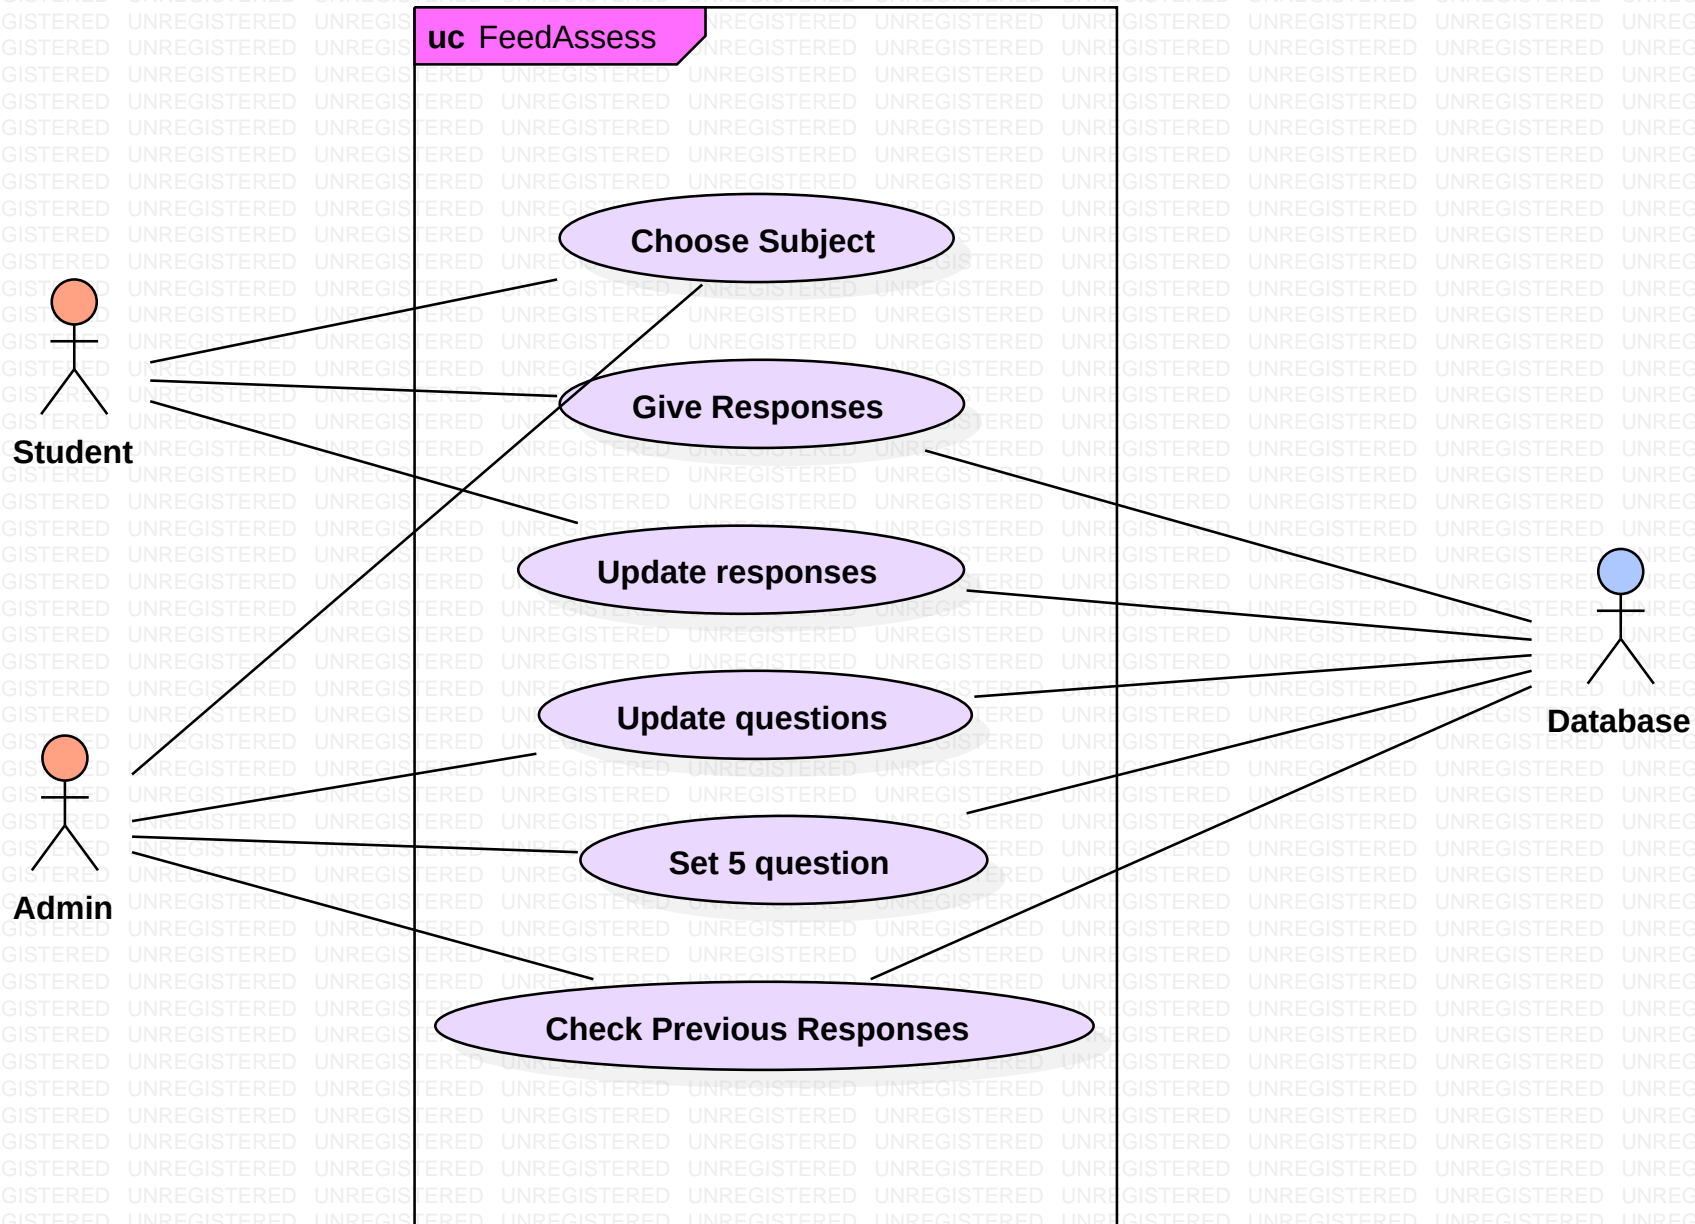 uc FeedAssess
Choose Subject
Give Responses
Student
Update responses
Update questions
Database
Set 5 question
Admin
Check Previous Responses
UNREGISTERED